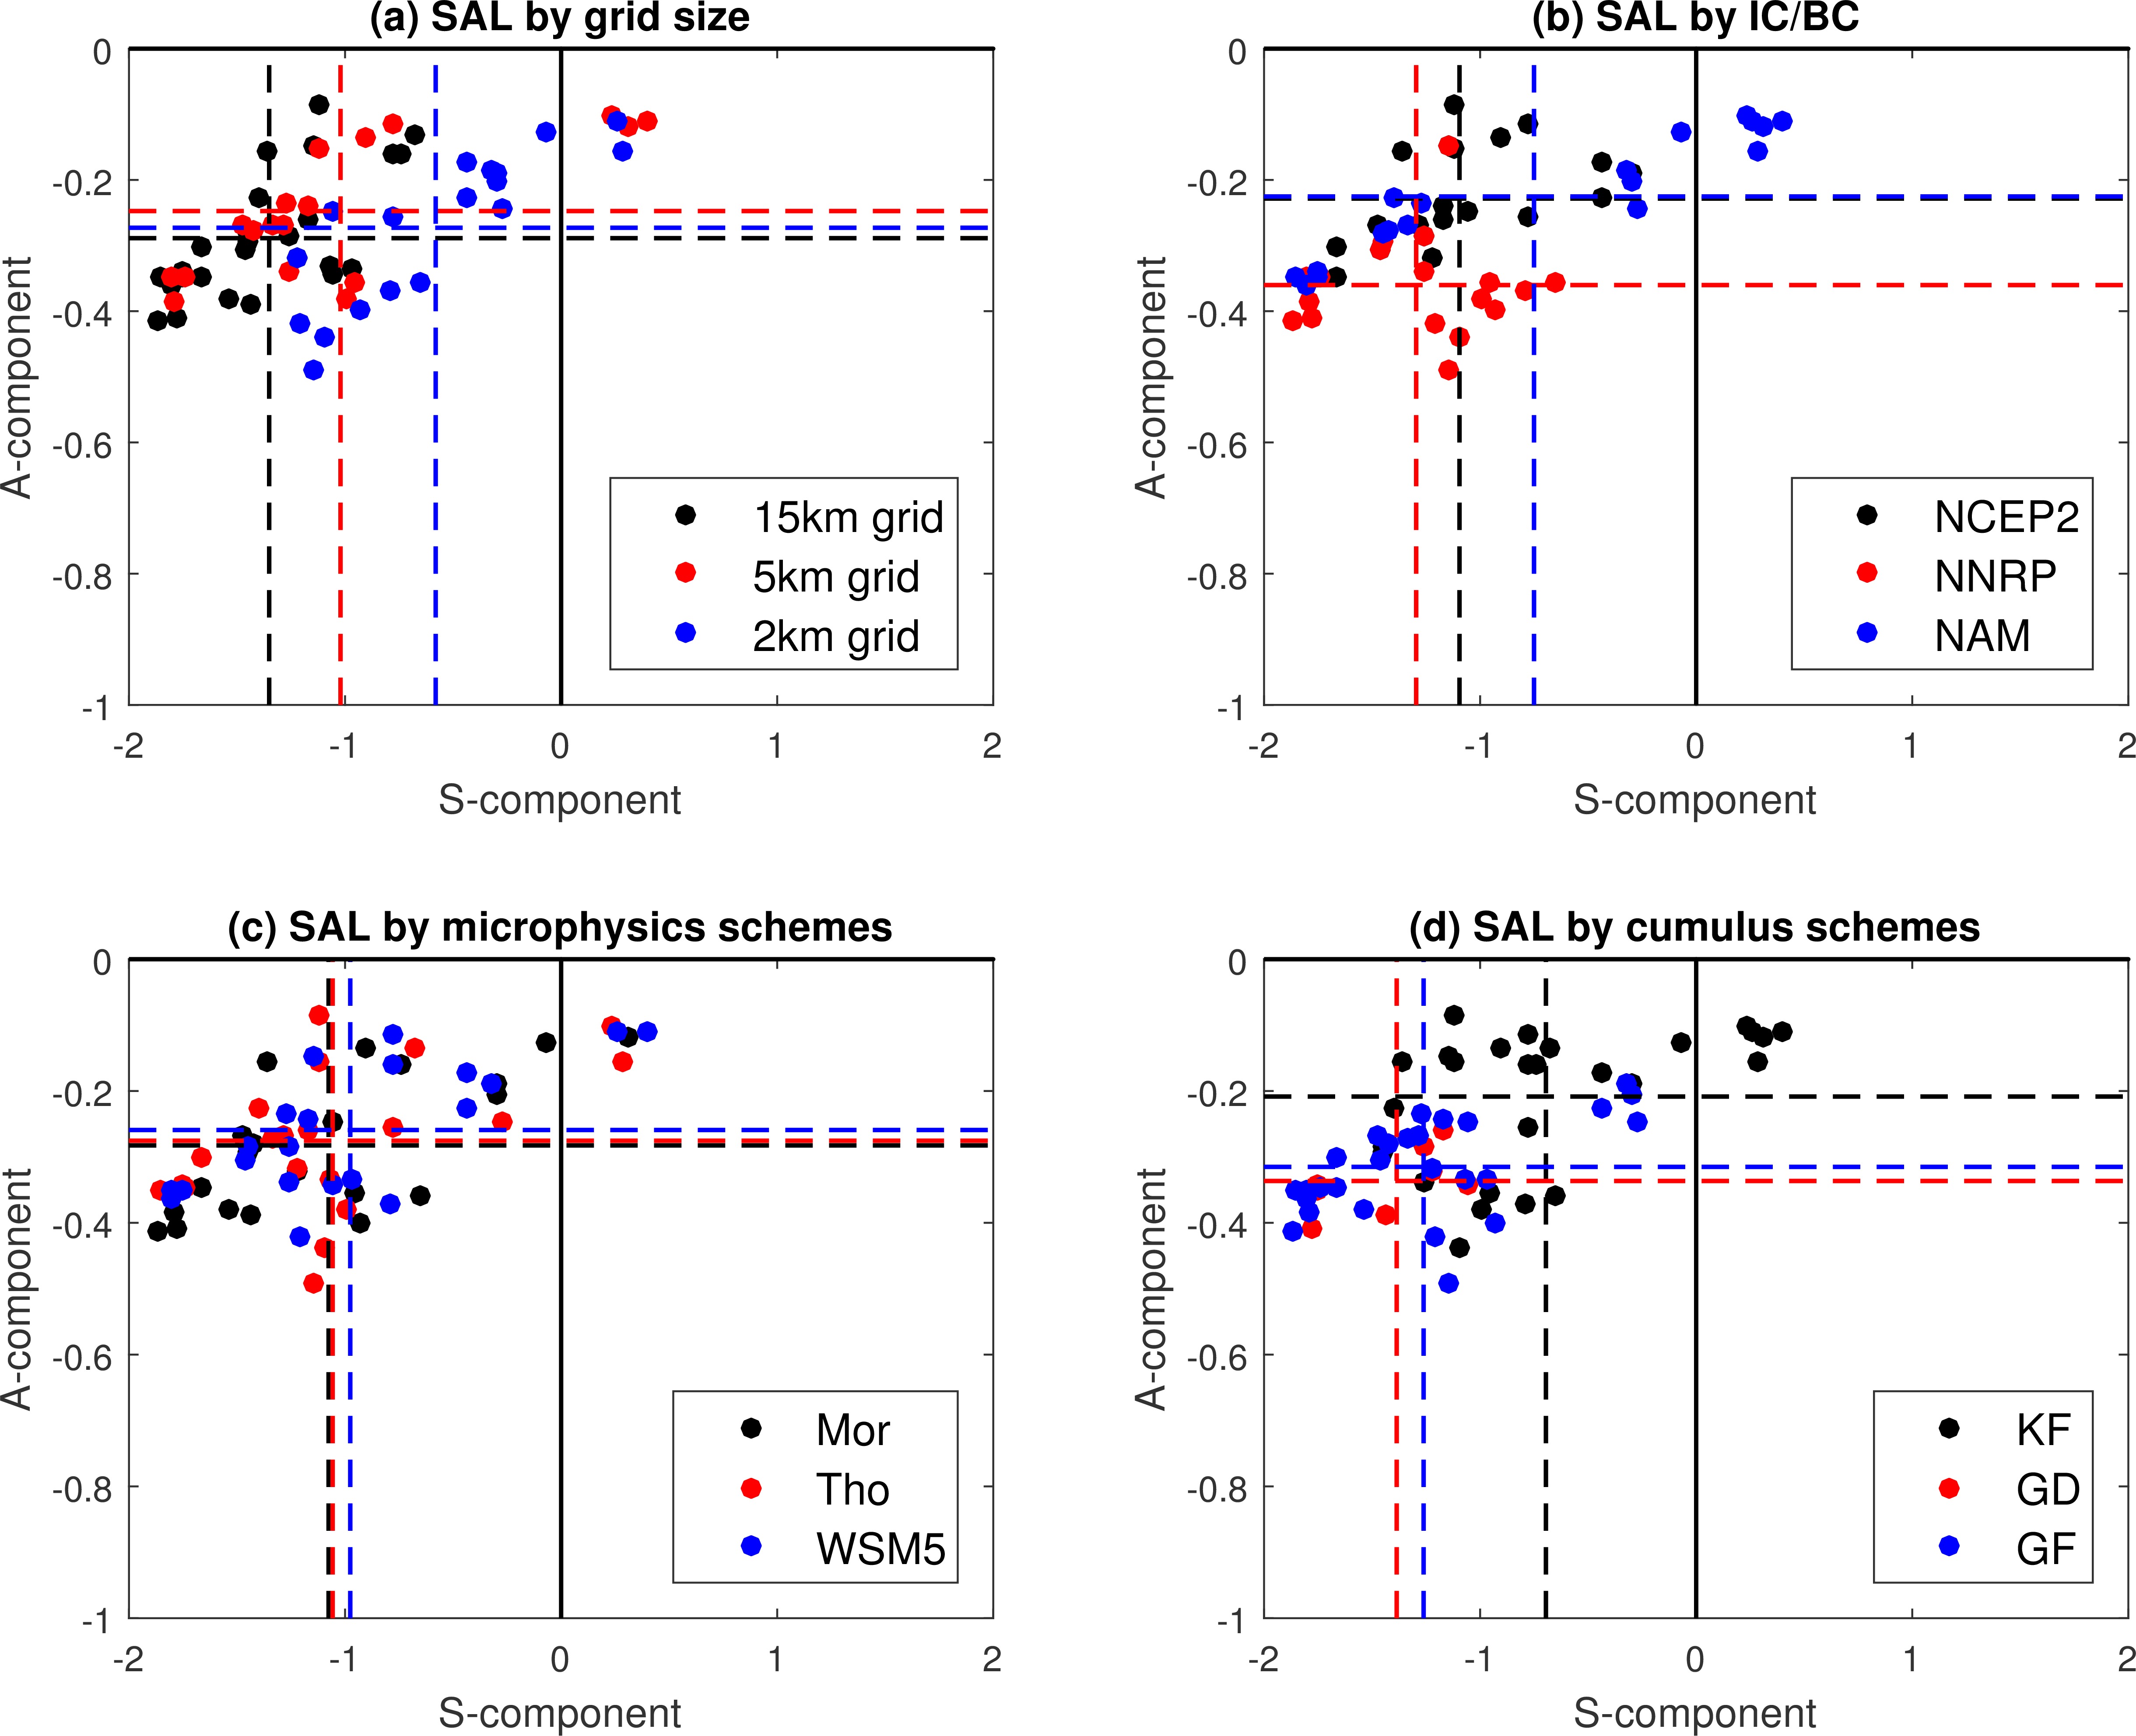 (a) SAL by grid size
0
-0.2
-0.4
-0.6
-0.8
-1
A-component
-2
-1
0
1
2
S-component
15km grid
5km grid
2km grid
(b) SAL by IC/BC
0
-0.2
-0.4
-0.6
-0.8
-1
A-component
-2
-1
0
1
2
S-component
NCEP2
NNRP
NAM
(c) SAL by microphysics schemes
0
-0.2
-0.4
-0.6
-0.8
-1
A-component
-2
-1
0
1
2
S-component
Mor
Tho
WSM5
(d) SAL by cumulus schemes
0
-0.2
-0.4
-0.6
-0.8
-1
A-component
-2
-1
0
1
2
S-component
KF
GD
GF